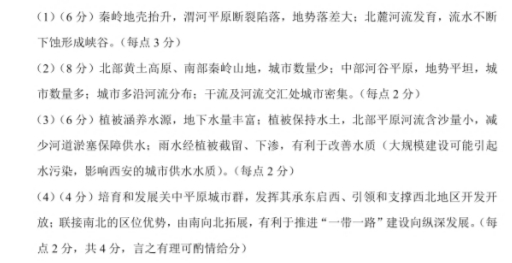 （1）（6 分）秦岭地壳抬升，渭河平原断裂陷落，地势落差大；北麓河流发育，流水不断
下蚀形成峡谷。（每点 3 分）
（2）（8 分）北部黄土高原、南部秦岭山地，城市数量少；中部河谷平原，地势平坦，城
市数量多；城市多沿河流分布；干流及河流交汇处城市密集。（每点 2 分）
（3）（6 分）植被涵养水源，地下水量丰富；植被保持水土，北部平原河流含沙量小，减
少河道淤塞保障供水；雨水经植被截留、下渗，有利于改善水质（大规模建设可能引起
水污染，影响西安的城市供水水质）。（每点 2 分）
（4）（4 分）培育和发展关中平原城市群，发挥其承东启西、引领和支撑西北地区开发开
放；联接南北的区位优势，由南向北拓展，有利于推进“一带一路”建设向纵深发展。（每
点 2 分，共 4 分，言之有理可酌情给分）